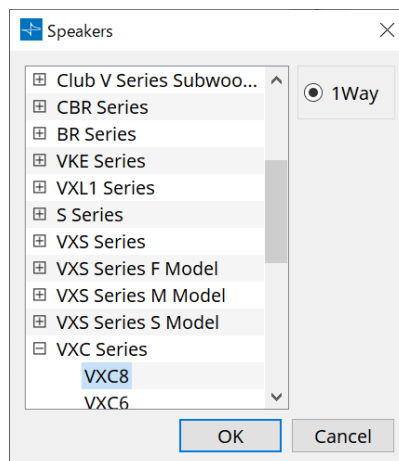 Speakers
Club V Series Subwoo...
CBR Series
BR Series
VKE Series
VXL1 Series
S Series
VXS Series
VXS Series F Model
VXS Series M Model
VXS Series S Model
VXC Series
VXC8
VXC6
1Way
OK
Cancel